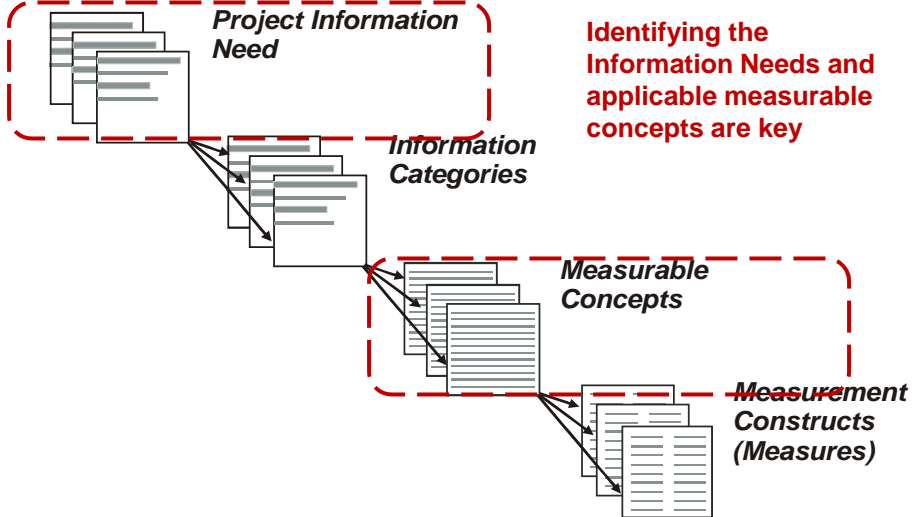 Project Information
Need
Identifying the
Information Needs and
applicable measurable
concepts are key
Information
Categories
Measurable
Concepts
Measurement
Constructs
(Measures)